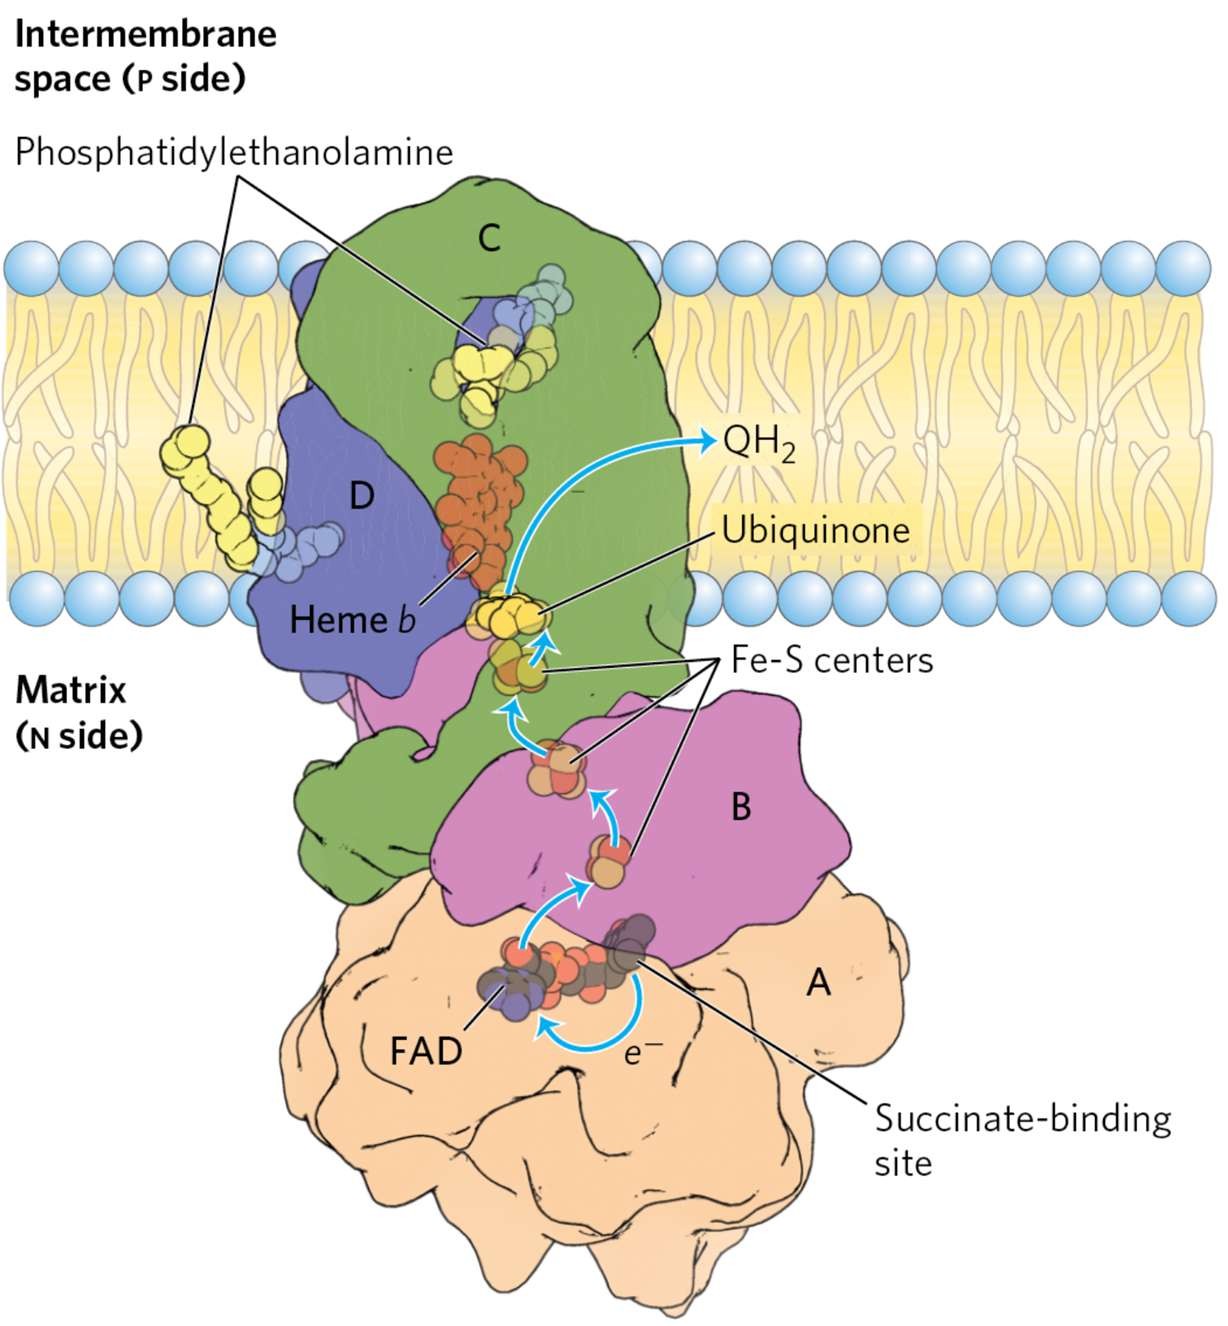 Intermembrane
space (P side)
Phosphatidylethanolamine
C
QH₂
D
Ubiquinone
Heme b
Fe-S centers
Matrix
(N side)
B
A
FAD
e⁻
Succinate-binding
site